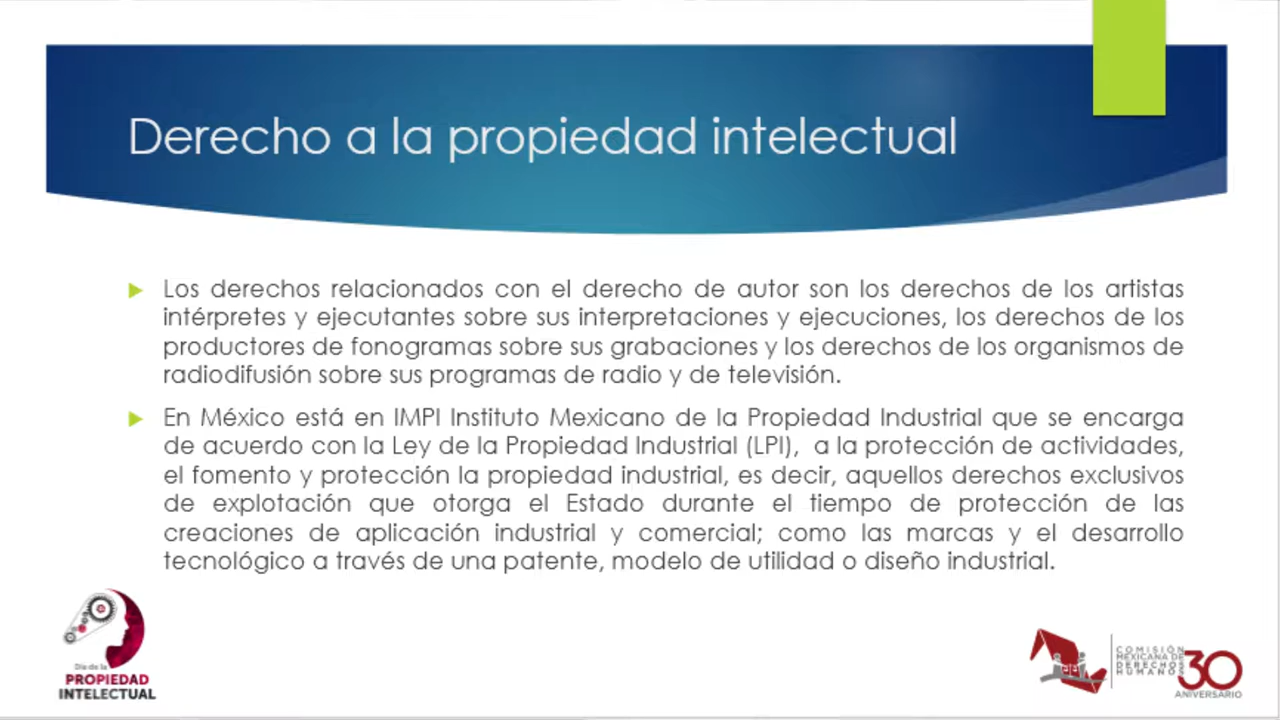 Derecho a la propiedad intelectual
Los derechos relacionados con el derecho de autor son los derechos de los artistas
intérpretes y ejecutantes sobre sus interpretaciones y ejecuciones, los derechos de los
productores de fonogramas sobre sus grabaciones y los derechos de los organismos de
radiodifusión sobre sus programas de radio y de televisión.
En México está en IMPI Instituto Mexicano de la Propiedad Industrial que se encarga
de acuerdo con la Ley de la Propiedad Industrial (LPI),  a la protección de actividades,
el fomento y protección la propiedad industrial, es decir, aquellos derechos exclusivos
de explotación que otorga el Estado durante el tiempo de protección de las
creaciones de aplicación industrial y comercial; como las marcas y el desarrollo
tecnológico a través de una patente, modelo de utilidad o diseño industrial.
Día de la
PROPIEDAD
INTELECTUAL
COMISIÓN
MEXICANA DE
DERECHOS
HUMANOS
30
ANIVERSARIO